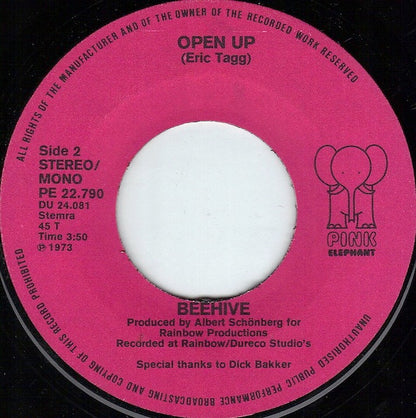 ALL RIGHTS OF THE MANUFACTURER AND OF THE OWNER OF THE RECORDED WORK RESERVED
OPEN UP
(Eric Tagg)
Side 2
STEREO/
MONO
PE 22.790
DU 24.081
Stemra
45 T
Time 3:50
℗ 1973
PINK
ELEPHANT
BEEHIVE
Produced by Albert Schönberg for
Rainbow Productions
Recorded at Rainbow/Dureco Studio's
Special thanks to Dick Bakker
UNAUTHORISED PUBLIC PERFORMANCE BROADCASTING AND COPYING OF THIS RECORD PROHIBITED